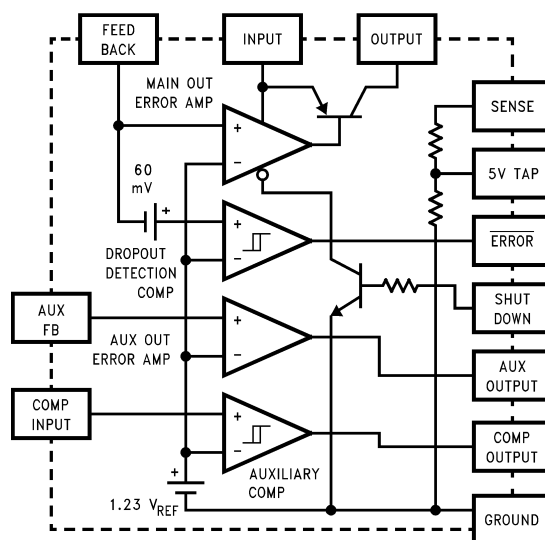 FEED
BACK
INPUT
OUTPUT
MAIN OUT
ERROR AMP
+
−
SENSE
5V TAP
60
mV
+
+
−
ERROR
DROPOUT
DETECTION
COMP
SHUT
DOWN
AUX
FB
+
−
AUX OUT
ERROR AMP
AUX
OUTPUT
COMP
INPUT
+
−
COMP
OUTPUT
AUXILIARY
COMP
+
1.23 VREF
GROUND